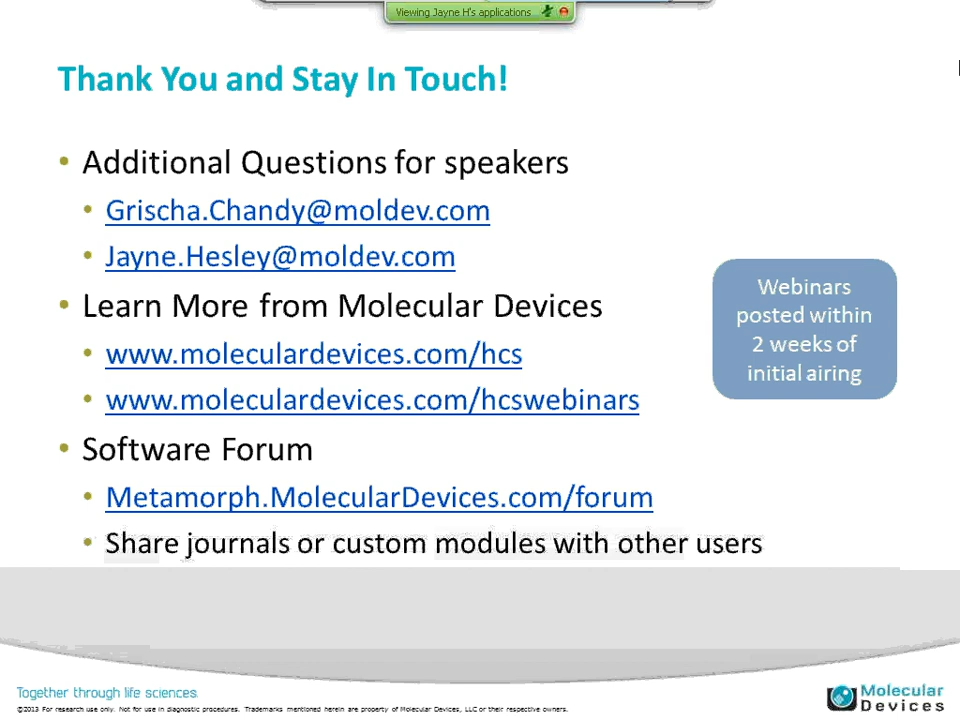 Viewing Jayne H's applications
Thank You and Stay In Touch!
• Additional Questions for speakers
• Grischa.Chandy@moldev.com
• Jayne.Hesley@moldev.com
• Learn More from Molecular Devices
• www.moleculardevices.com/hcs
• www.moleculardevices.com/hcswebinars
• Software Forum
• Metamorph.MolecularDevices.com/forum
• Share journals or custom modules with other users
Webinars
posted within
2 weeks of
initial airing
Together through life sciences.
©2013 For research use only. Not for use in diagnostic procedures. Trademarks mentioned herein are property of Molecular Devices, LLC or their respective owners.
Molecular
Devices